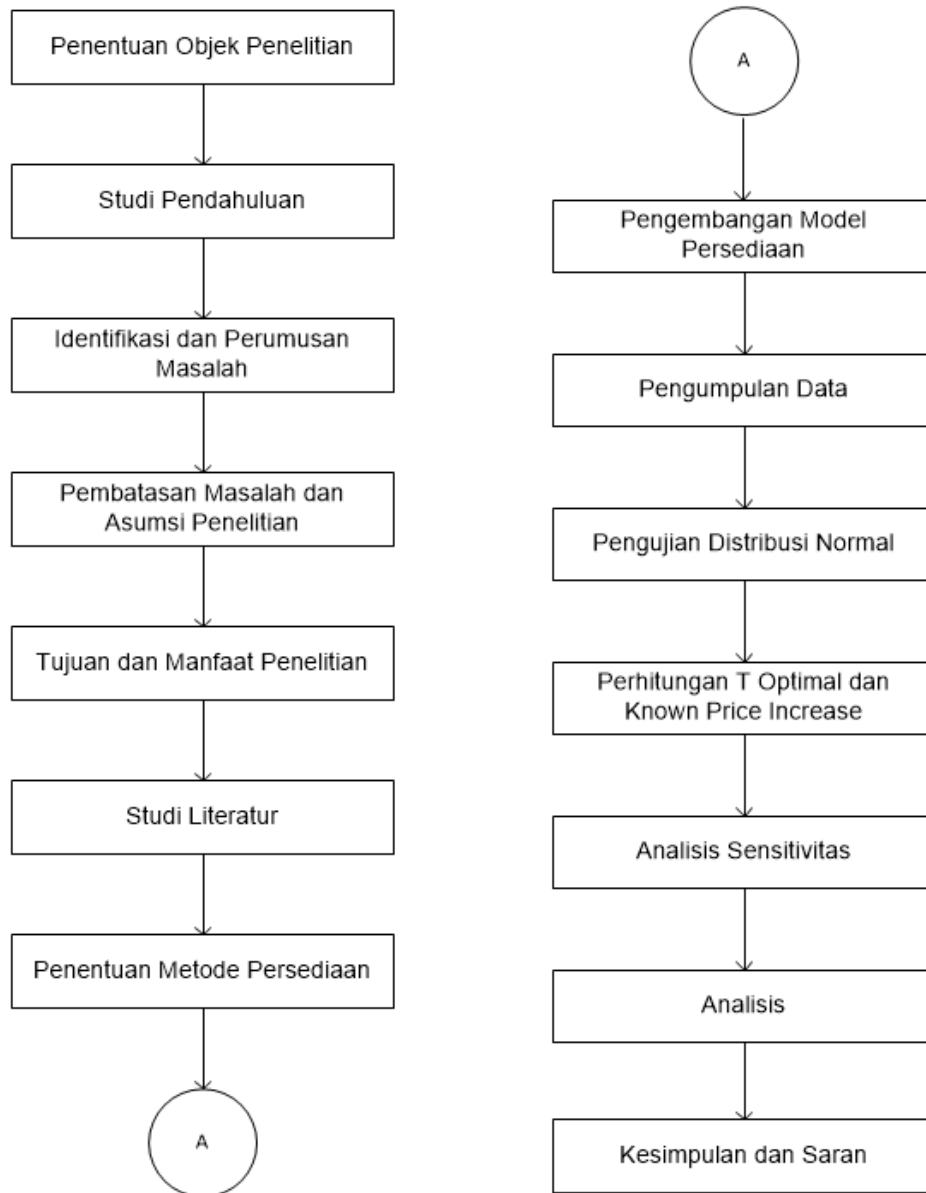 Penentuan Objek Penelitian
Studi Pendahuluan
Identifikasi dan Perumusan
Masalah
Pembatasan Masalah dan
Asumsi Penelitian
Tujuan dan Manfaat Penelitian
Studi Literatur
Penentuan Metode Persediaan
A
A
Pengembangan Model
Persediaan
Pengumpulan Data
Pengujian Distribusi Normal
Perhitungan T Optimal dan
Known Price Increase
Analisis Sensitivitas
Analisis
Kesimpulan dan Saran